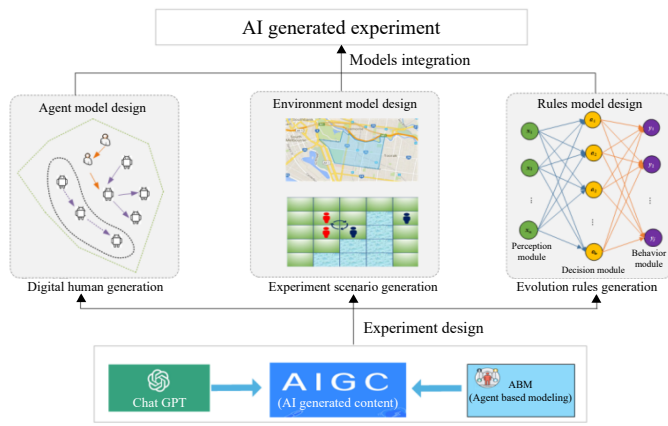 AI generated experiment
Models integration
Agent model design
Environment model design
Rules model design
Perception
module
Decision module
Behavior
module
Digital human generation
Experiment scenario generation
Evolution rules generation
Experiment design
Chat GPT
AIGC
(AI generated content)
ABM
(Agent based modeling)